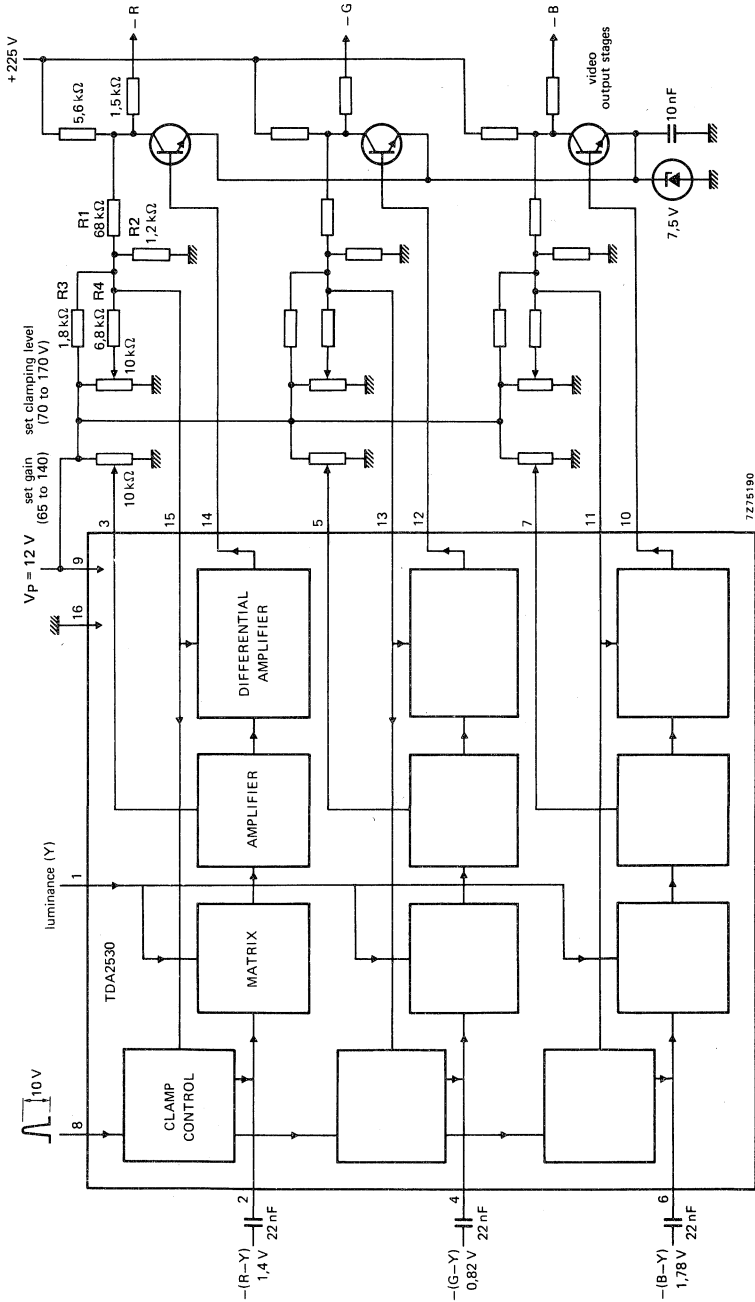 +225 V
5,6 kΩ
1,5 kΩ
– R
R1
68 kΩ
R2
1,2 kΩ
R3
1,8 kΩ
R4
6,8 kΩ
10 kΩ
set clamping level
(70 to 170 V)
set gain
(65 to 140)
10 kΩ
VP = 12 V
9
16
3
15
14
DIFFERENTIAL
AMPLIFIER
AMPLIFIER
luminance (Y)
1
MATRIX
TDA2530
10 V
8
CLAMP
CONTROL
2
22 nF
–(R–Y)
1,4 V
– G
5
13
12
4
22 nF
–(G–Y)
0,82 V
– B
video
output stages
10 nF
7,5 V
7
11
10
6
22 nF
–(B–Y)
1,78 V
7Z75190